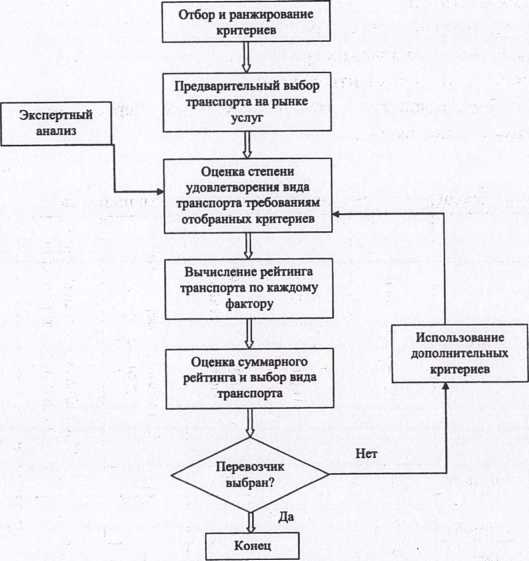 Отбор и ранжирование
критериев
Предварительный выбор
транспорта на рынке
услуг
Экспертный
анализ
Оценка степени
удовлетворения вида
транспорта требованиям
отобранных критериев
Вычисление рейтинга
транспорта по каждому
фактору
Использование
дополнительных
критериев
Оценка суммарного
рейтинга и выбор вида
транспорта
Перевозчик
выбран?
Нет
Да
Конец